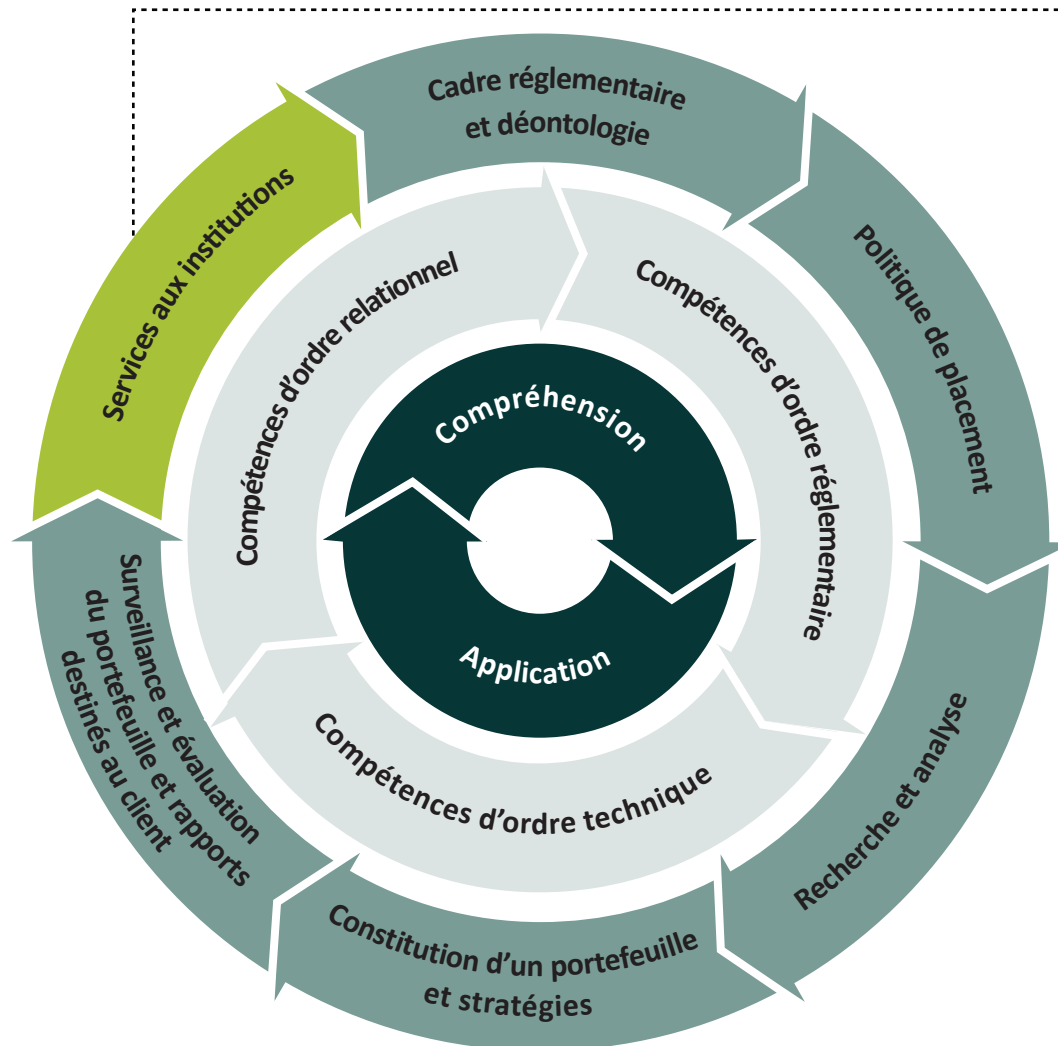 Cadre réglementaire
et déontologie
Politique de placement
Recherche et analyse
Constitution d'un portefeuille
et stratégies
Surveillance et évaluation
du portefeuille et rapports
destinés au client
Services aux institutions
Compétences d'ordre relationnel
Compétences d'ordre réglementaire
Compétences d'ordre technique
Compréhension
Application